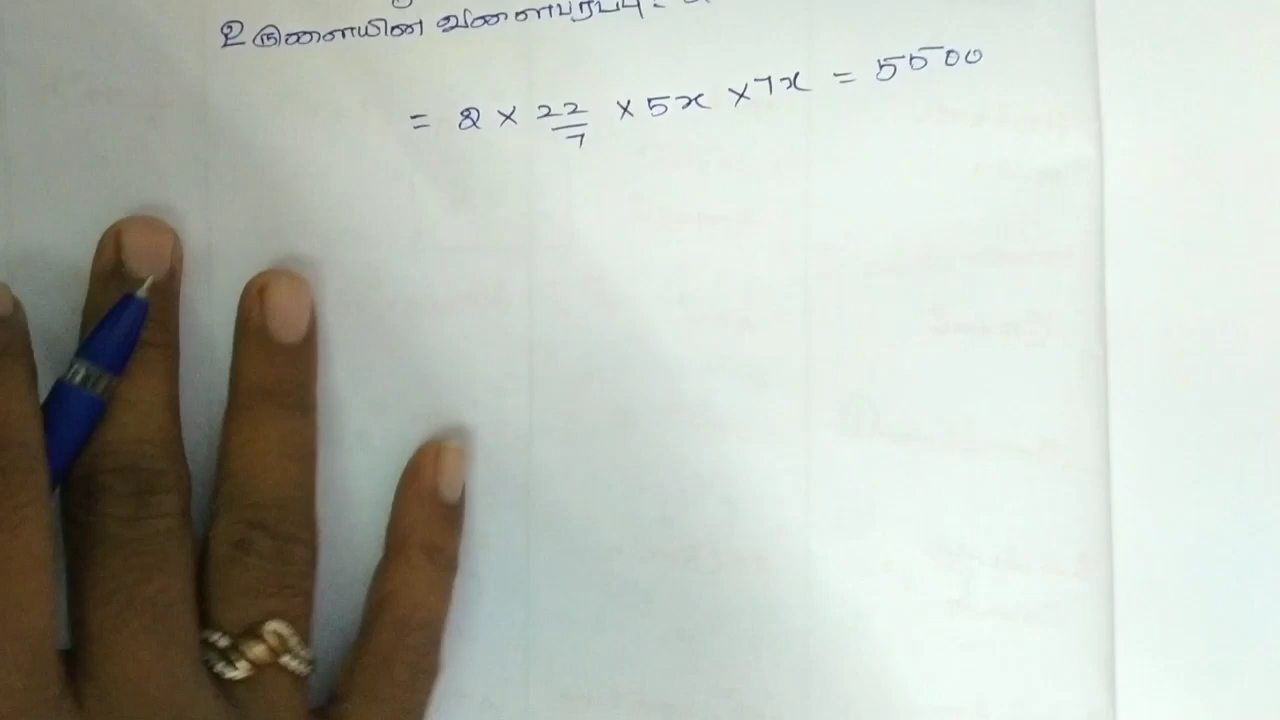 உருளையின் வளைபரப்பு
= 2 × 22/7 × 5x × 7x = 5500